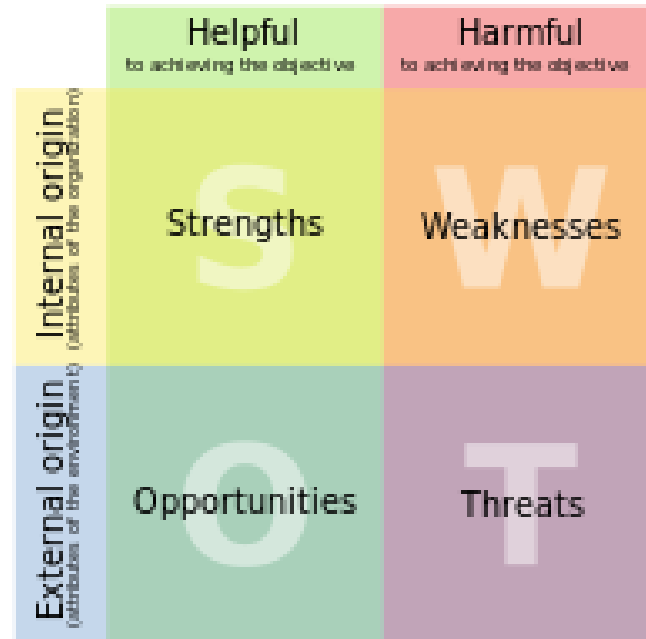 Helpful
to achieving the objective
Harmful
to achieving the objective
Internal origin
(attributes of the organization)
S
Strengths
W
Weaknesses
External origin
(attributes of the environment)
O
Opportunities
T
Threats